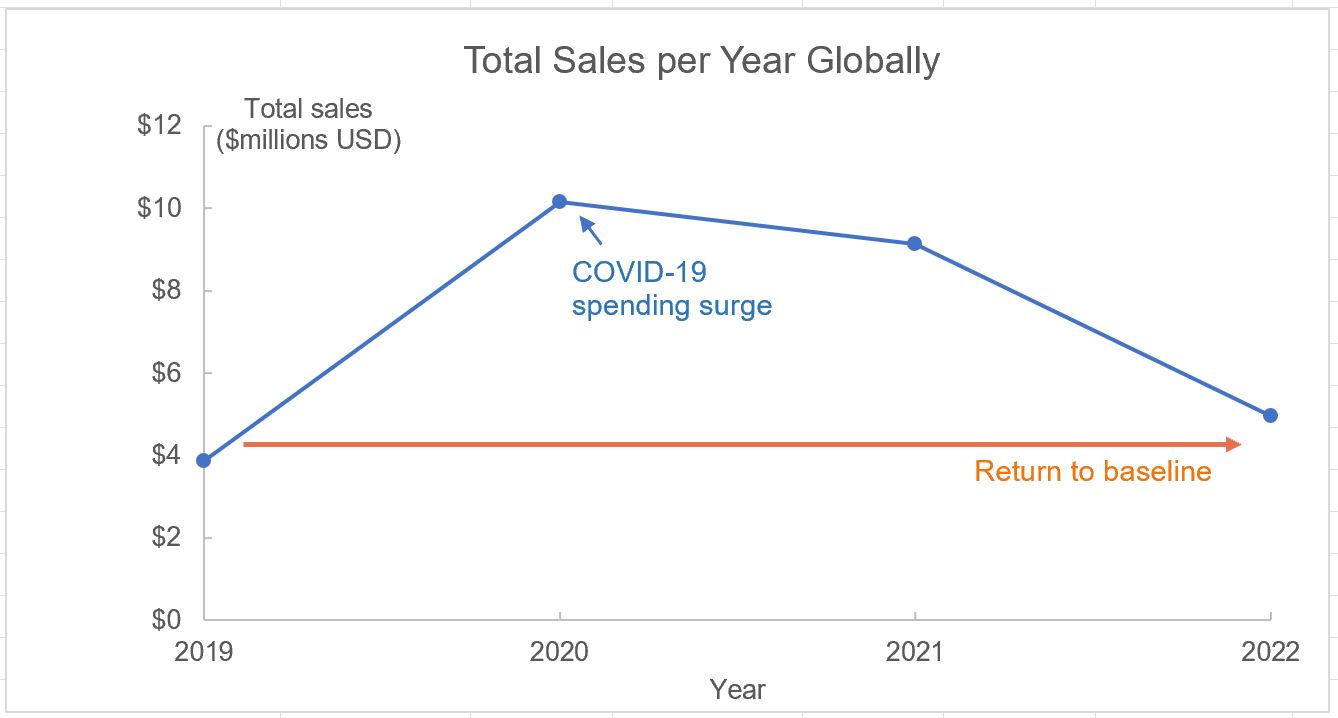 Total Sales per Year Globally
Total sales
($millions USD)
$12
$10
$8
$6
$4
$2
$0
COVID-19
spending surge
Return to baseline
2019 2020 2021 2022
Year